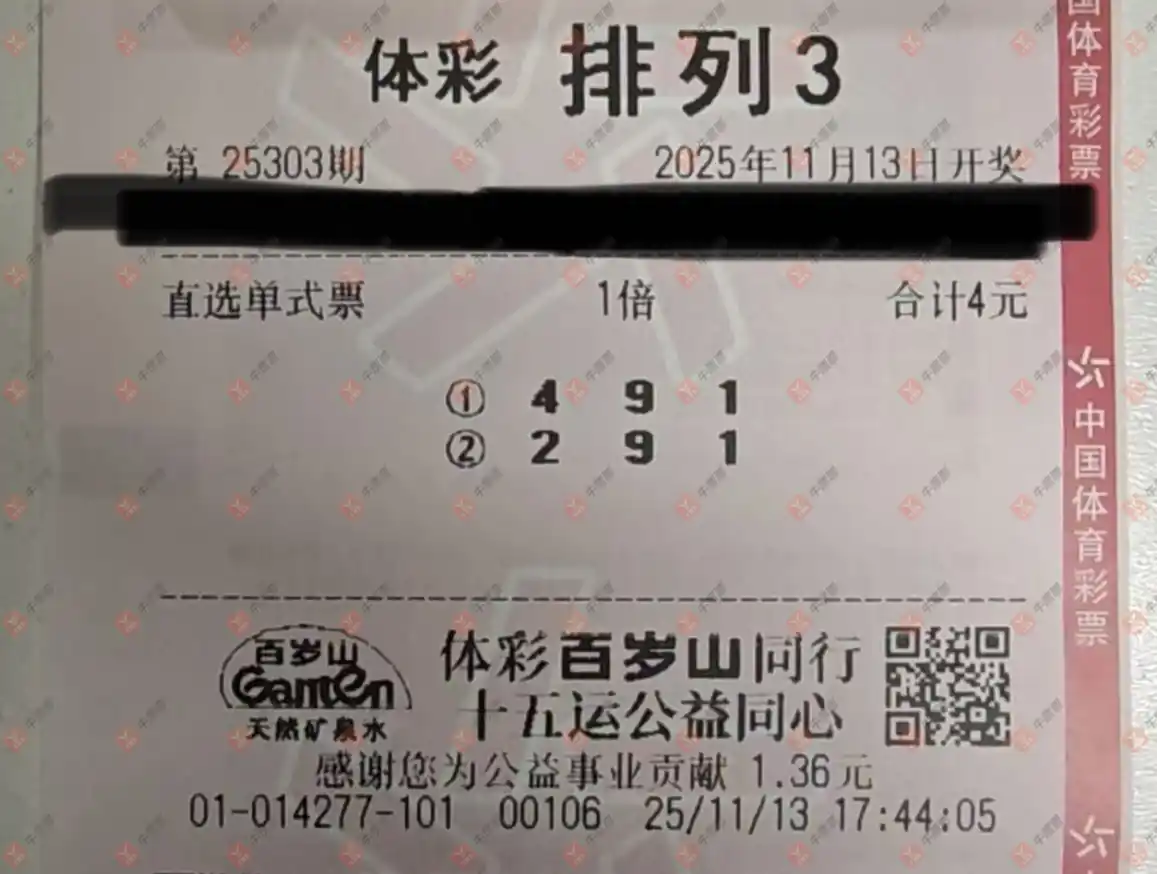 体彩 排列3
第 25303期 2025年11月13日开奖
直选单式票 1倍 合计4元
① 4 9 1
② 2 9 1
百岁山
Ganten
天然矿泉水
体彩百岁山同行
十五运公益同心
感谢您为公益事业贡献 1.36元
01-014277-101 00106 25/11/13 17:44:05
国体育彩票
中国体育彩票